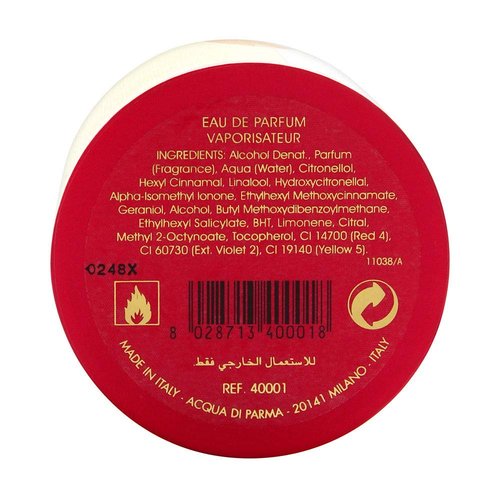 EAU DE PARFUM
VAPORISATEUR
INGREDIENTS: Alcohol Denat., Parfum
(Fragrance), Aqua (Water), Citronellol,
Hexyl Cinnamal, Linalool, Hydroxycitronellal,
Alpha-Isomethyl Ionone, Ethylhexyl Methoxycinnamate,
Geraniol, Alcohol, Butyl Methoxydibenzoylmethane,
Ethylhexyl Salicylate, BHT, Limonene, Citral,
Methyl 2-Octynoate, Tocopherol, CI 14700 (Red 4),
CI 60730 (Ext. Violet 2), CI 19140 (Yellow 5).
11038/A
0248X
8 028713 400018
للاستعمال الخارجي فقط.
REF. 40001
MADE IN ITALY - ACQUA DI PARMA - 20141 MILANO - ITALY